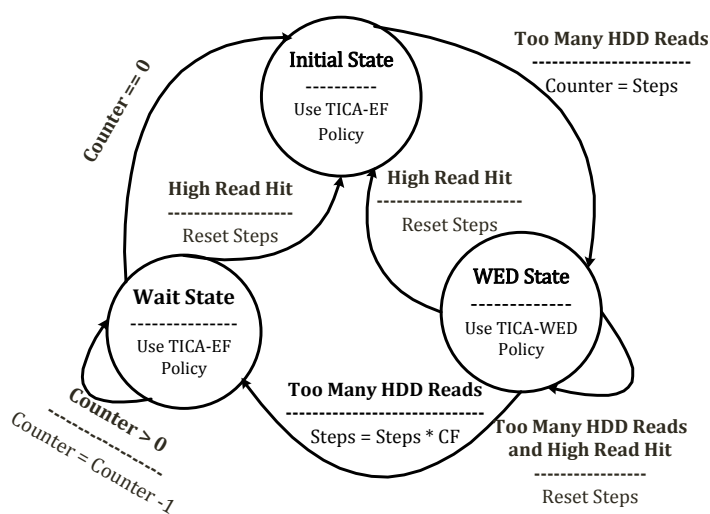 Too Many HDD Reads
Counter = Steps
Initial State
Use TICA-EF
Policy
Counter == 0
High Read Hit
Reset Steps
High Read Hit
Reset Steps
WED State
Use TICA-WED
Policy
Wait State
Use TICA-EF
Policy
Too Many HDD Reads
Steps = Steps * CF
Counter > 0
Counter = Counter -1
Too Many HDD Reads
and High Read Hit
Reset Steps